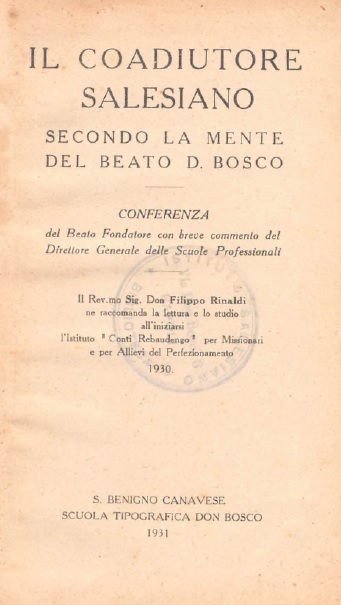 IL COADIUTORE
SALESIANO
SECONDO LA MENTE
DEL BEATO D. BOSCO
CONFERENZA
del Beato Fondatore con breve commento del
Direttore Generale delle Scuole Professionali
Il Rev.mo Sig. Don Filippo Rinaldi
ne raccomanda la lettura e lo studio
all'iniziarsi
l'Istituto "Conti Rebaudengo" per Missionari
e per Allievi del Perfezionamento
1930.
S. BENIGNO CANAVESE
SCUOLA TIPOGRAFICA DON BOSCO
1931